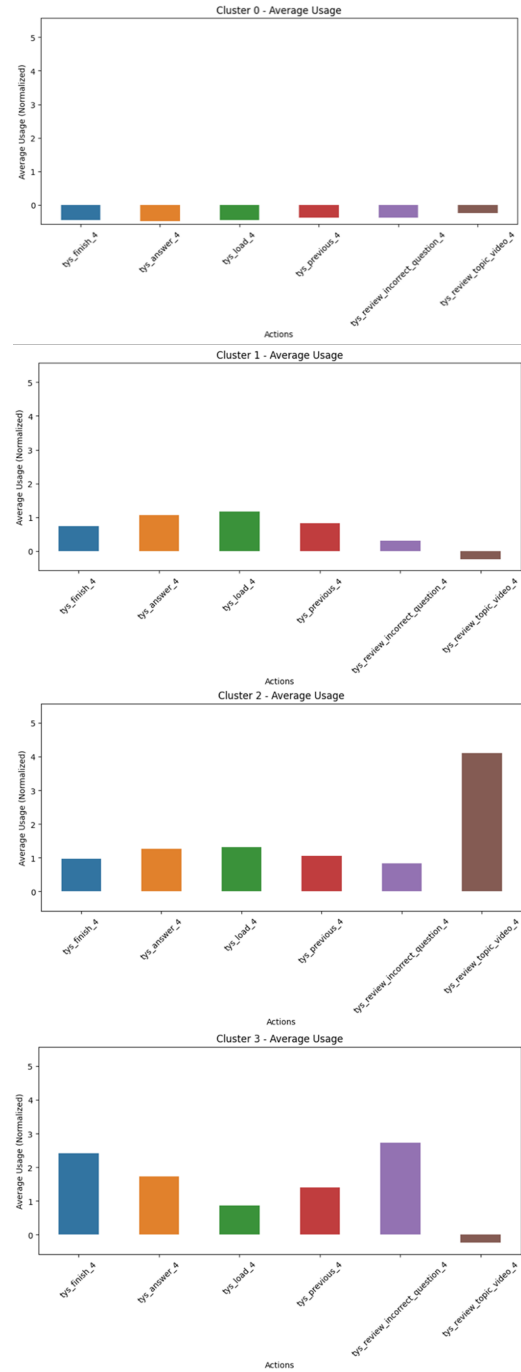 Cluster 0 - Average Usage
Average Usage (Normalized)
5
4
3
2
1
0
tys_finish_4
tys_answer_4
tys_load_4
tys_previous_4
tys_review_incorrect_question_4
tys_review_topic_video_4
Actions
Cluster 1 - Average Usage
Average Usage (Normalized)
5
4
3
2
1
0
tys_finish_4
tys_answer_4
tys_load_4
tys_previous_4
tys_review_incorrect_question_4
tys_review_topic_video_4
Actions
Cluster 2 - Average Usage
Average Usage (Normalized)
5
4
3
2
1
0
tys_finish_4
tys_answer_4
tys_load_4
tys_previous_4
tys_review_incorrect_question_4
tys_review_topic_video_4
Actions
Cluster 3 - Average Usage
Average Usage (Normalized)
5
4
3
2
1
0
tys_finish_4
tys_answer_4
tys_load_4
tys_previous_4
tys_review_incorrect_question_4
tys_review_topic_video_4
Actions